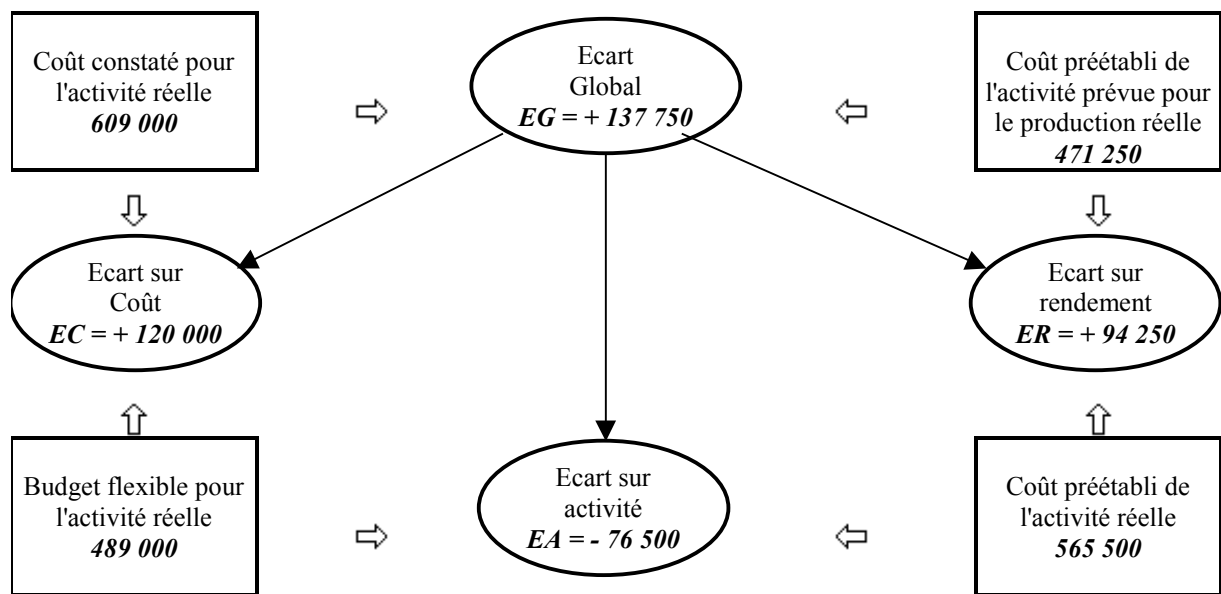 Coût constaté pour
l'activité réelle
609 000
Ecart
Global
EG = + 137 750
Coût préétabli de
l'activité prévue pour
le production réelle
471 250
Ecart sur
Coût
EC = + 120 000
Ecart sur
rendement
ER = + 94 250
Budget flexible pour
l'activité réelle
489 000
Ecart sur
activité
EA = - 76 500
Coût préétabli de
l'activité réelle
565 500